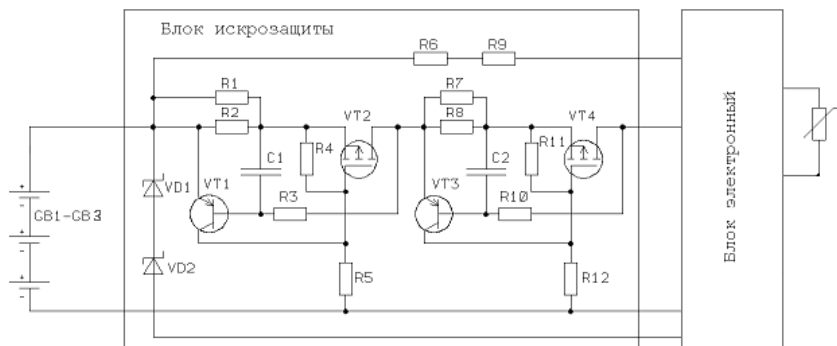 Блок искрозащиты
R6
R9
R1
R7
R2
VT2
R8
VT4
R4
R11
C1
C2
VD1
VT1
VT3
R3
R10
GB1-GB3
VD2
R5
R12
Блок электронный